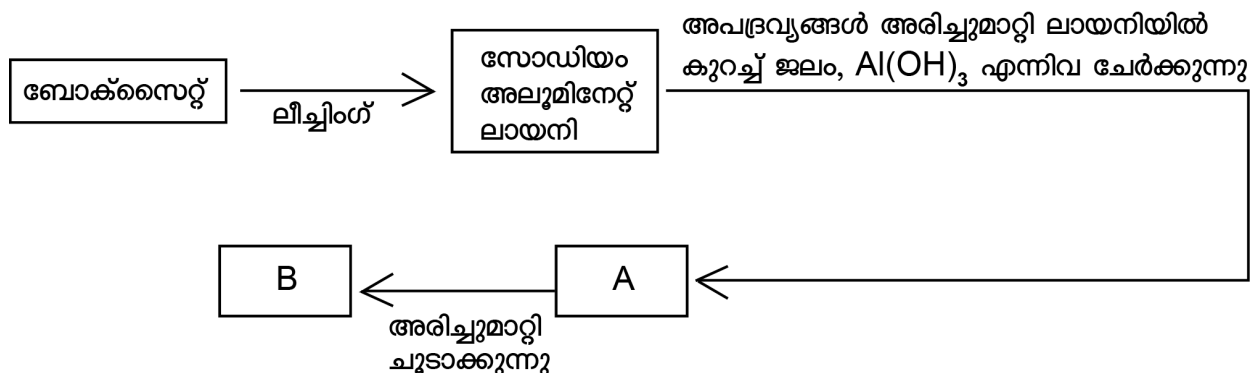 ബോക്സൈറ്റ്
ലീച്ചിംഗ്
സോഡിയം
അലൂമിനേറ്റ്
ലായനി
അപദ്രവ്യങ്ങൾ അരിച്ചുമാറ്റി ലായനിയിൽ
കുറച്ച് ജലം, Al(OH)₃ എന്നിവ ചേർക്കുന്നു
B
A
അരിച്ചുമാറ്റി
ചൂടാക്കുന്നു